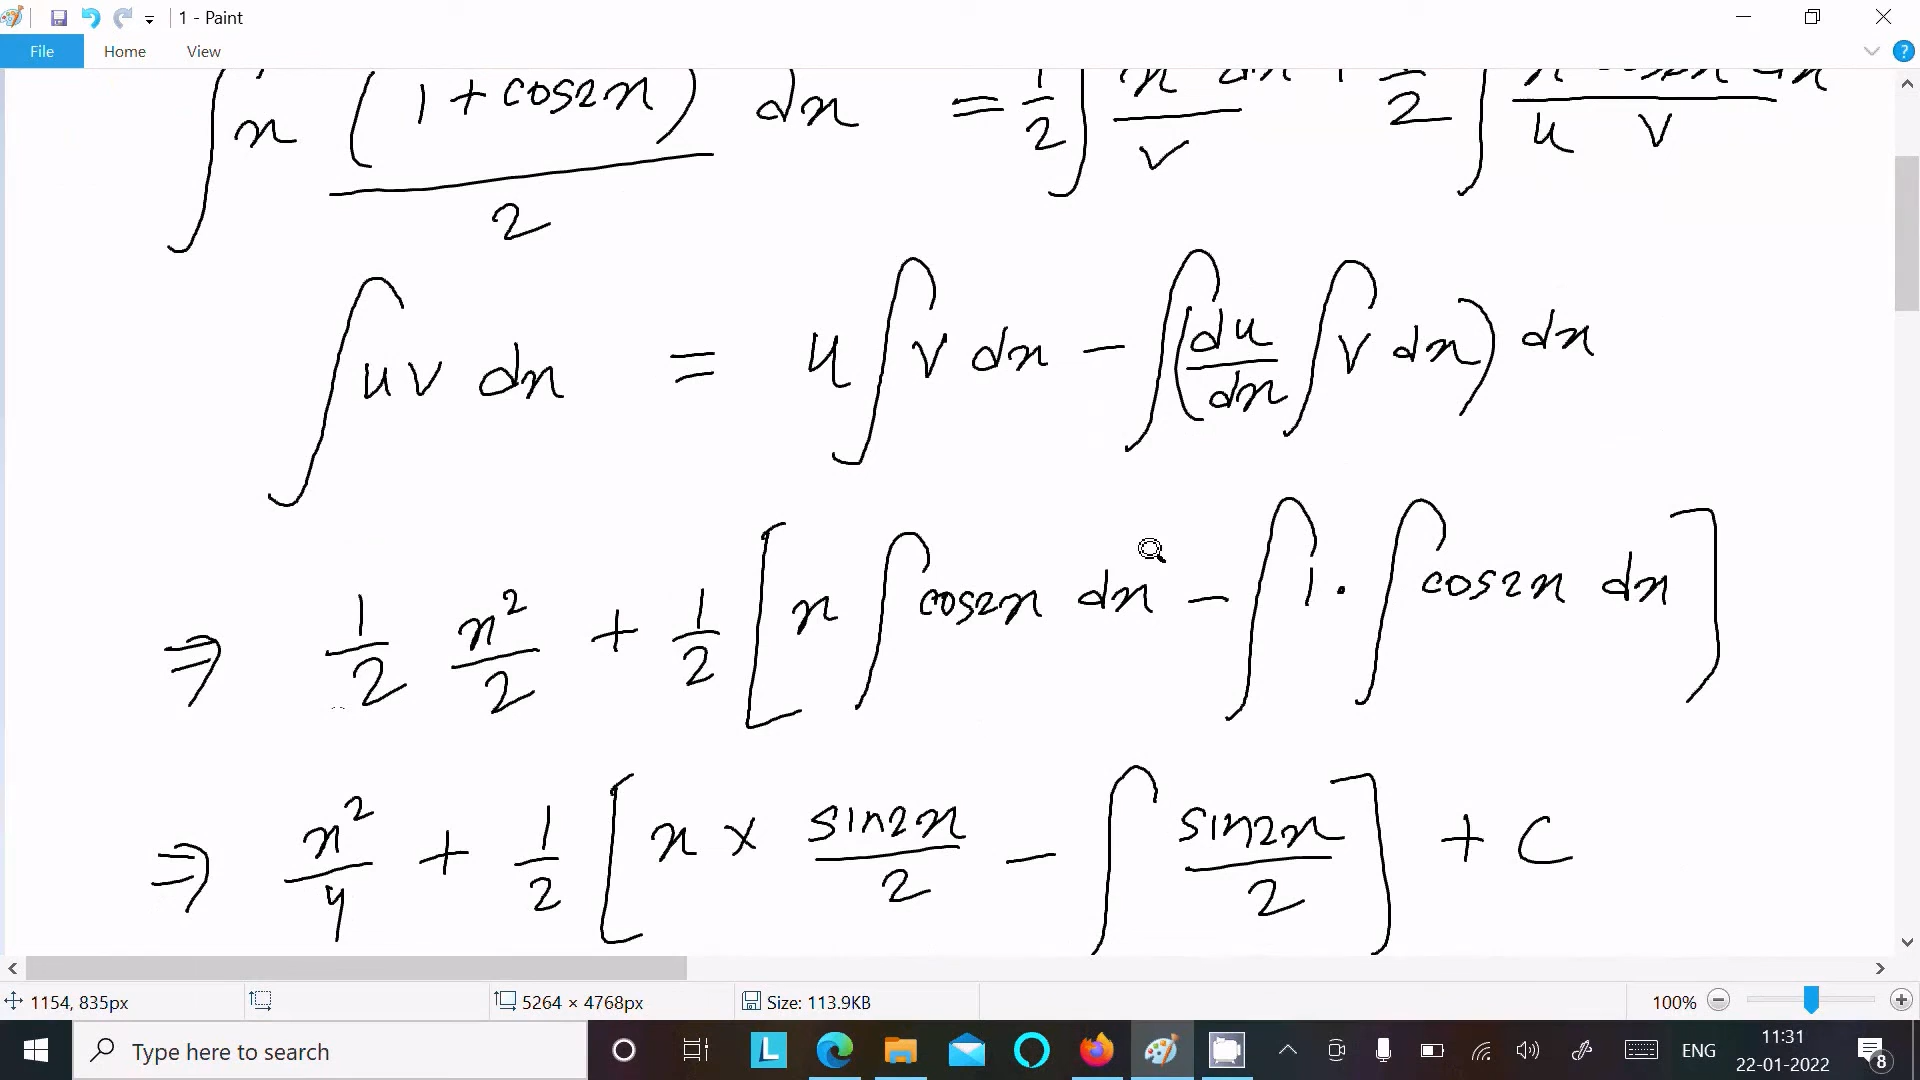 1 - Paint
File Home View
∫ x (1 + cos2x)/2 dx = 1/2 ∫ x dx + 1/2 ∫ x cos2x dx
v u v
∫ uv dx = u ∫ v dx - ∫ (du/dx ∫ v dx) dx
⇒ 1/2 x²/2 + 1/2 [x ∫ cos2x dx - ∫ 1 . ∫ cos2x dx]
⇒ x²/4 + 1/2 [x × sin2x/2 - ∫ sin2x/2] + C
1154, 835px 5264 × 4768px Size: 113.9KB 100%
Type here to search
L
ENG
11:31
22-01-2022
8